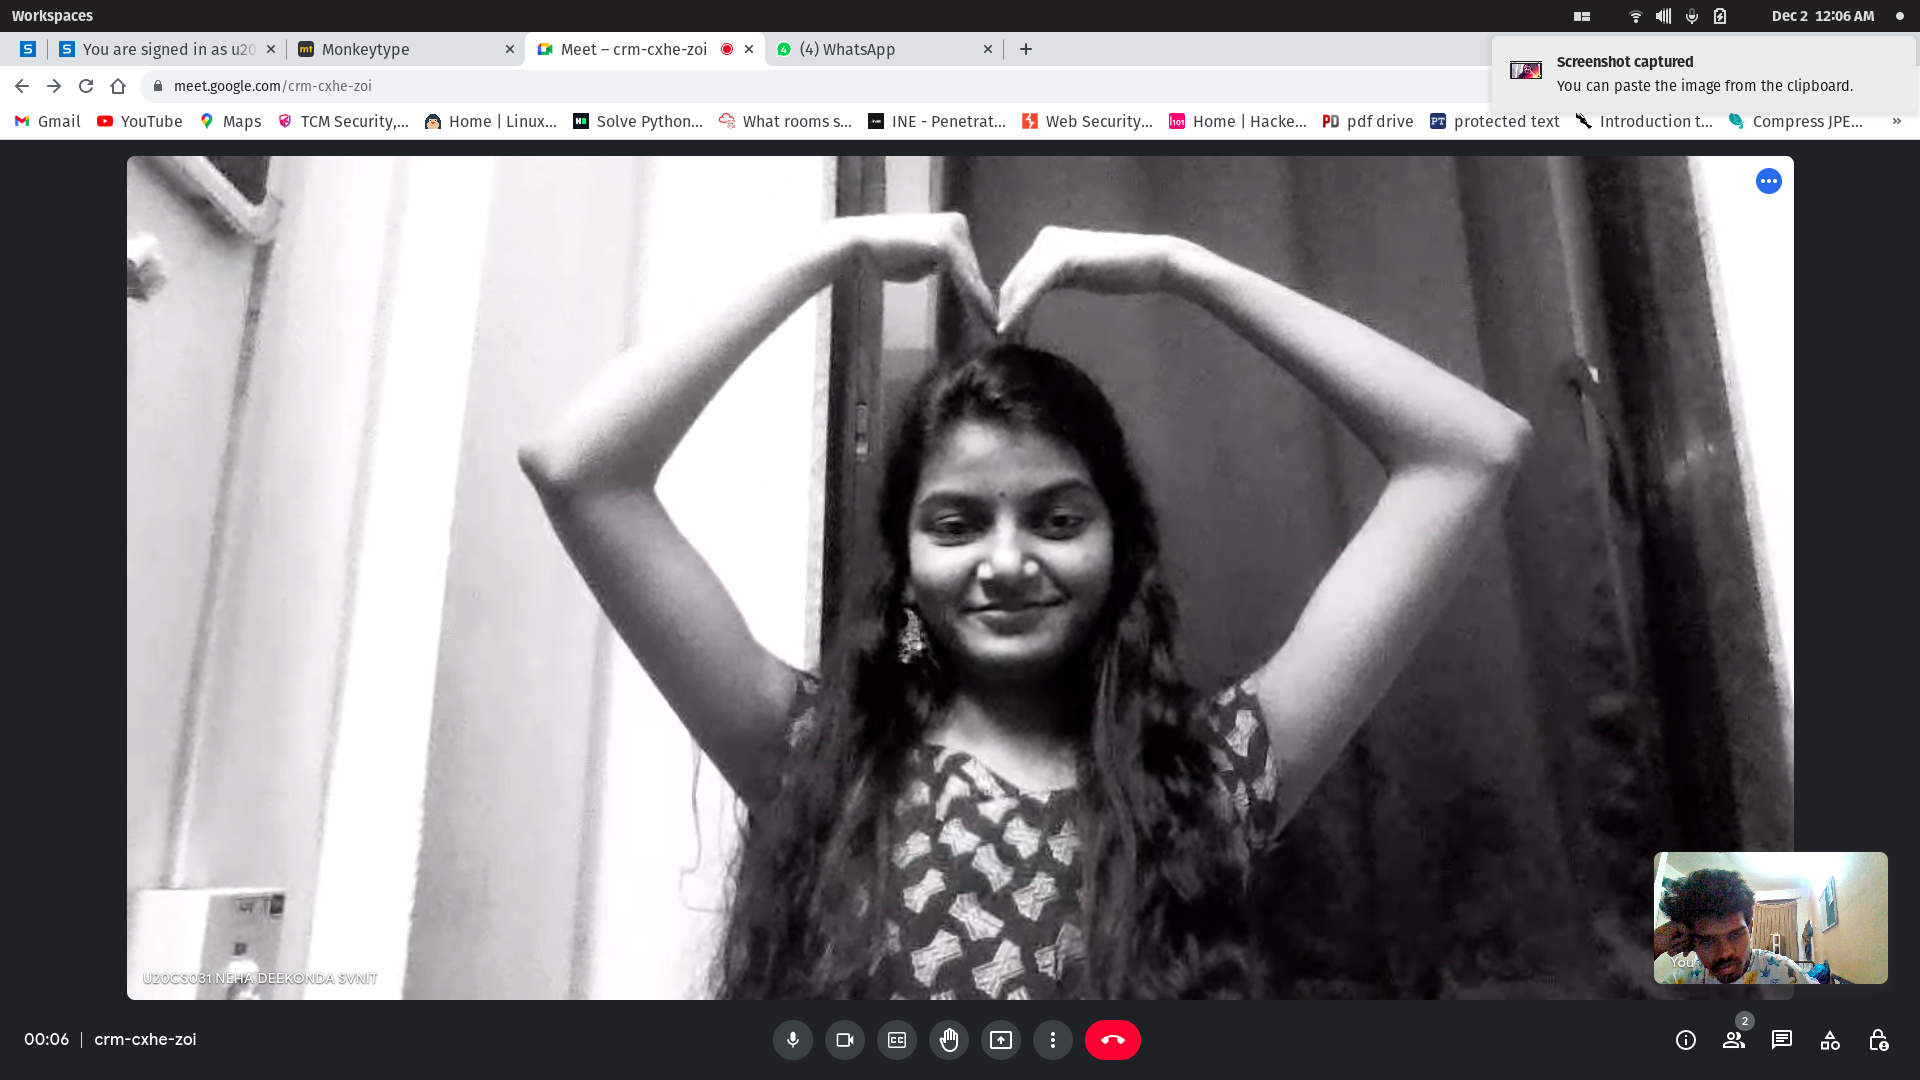 Workspaces
Dec 2 12:06 AM
You are signed in as u20
Monkeytype
Meet – crm-cxhe-zoi
(4) WhatsApp
Screenshot captured
You can paste the image from the clipboard.
meet.google.com/crm-cxhe-zoi
Gmail
YouTube
Maps
TCM Security,...
Home | Linux...
Solve Python...
What rooms s...
INE - Penetrat...
Web Security...
Home | Hacke...
pdf drive
protected text
Introduction t...
Compress JPE...
U20CS031 NEHA DEEKONDA SVNIT
You
00:06 | crm-cxhe-zoi
2